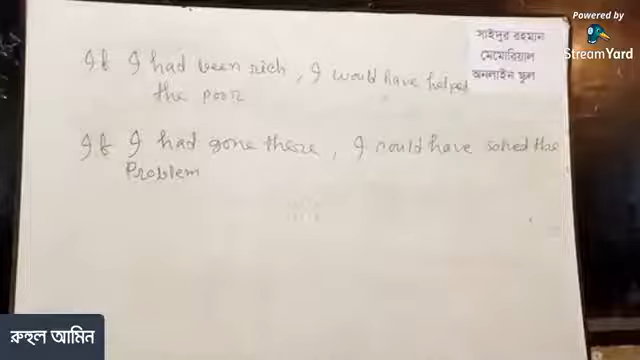 Powered by
StreamYard
সাইদুর রহমান
মেমোরিয়াল
অনলাইন স্কুল
If I had been rich, I would have helped
the poor
If I had gone there, I could have solved the
Problem
রুহুল আমিন